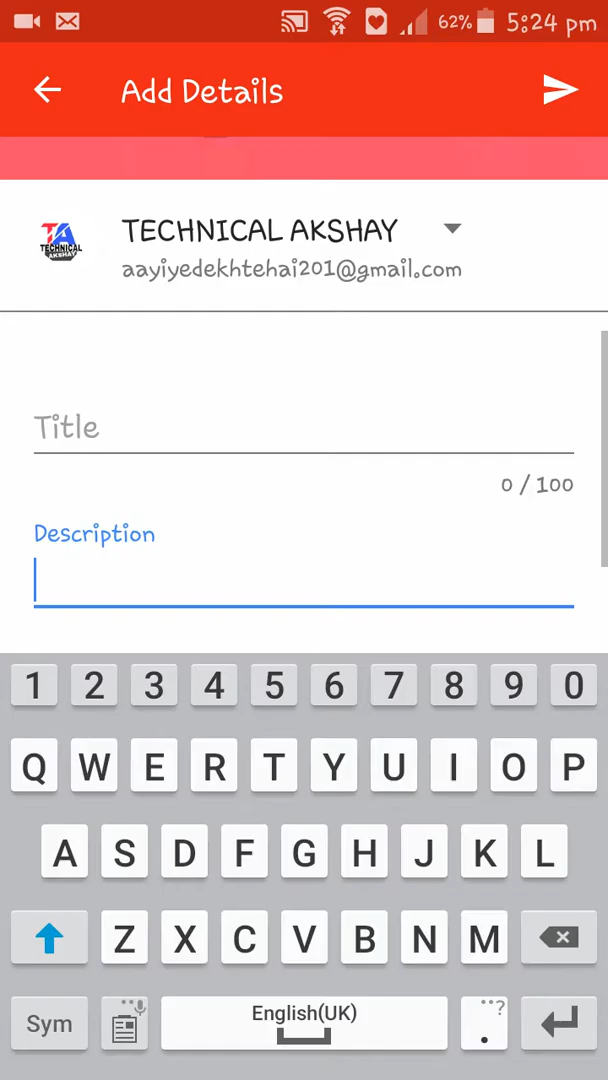 62% 5:24 pm
Add Details
TECHNICAL AKSHAY
aayiyedekhtehai201@gmail.com
TA
TECHNICAL
AKSHAY
Title
0 / 100
Description
1 2 3 4 5 6 7 8 9 0
Q W E R T Y U I O P
A S D F G H J K L
Z X C V B N M
Sym English(UK) . ..?